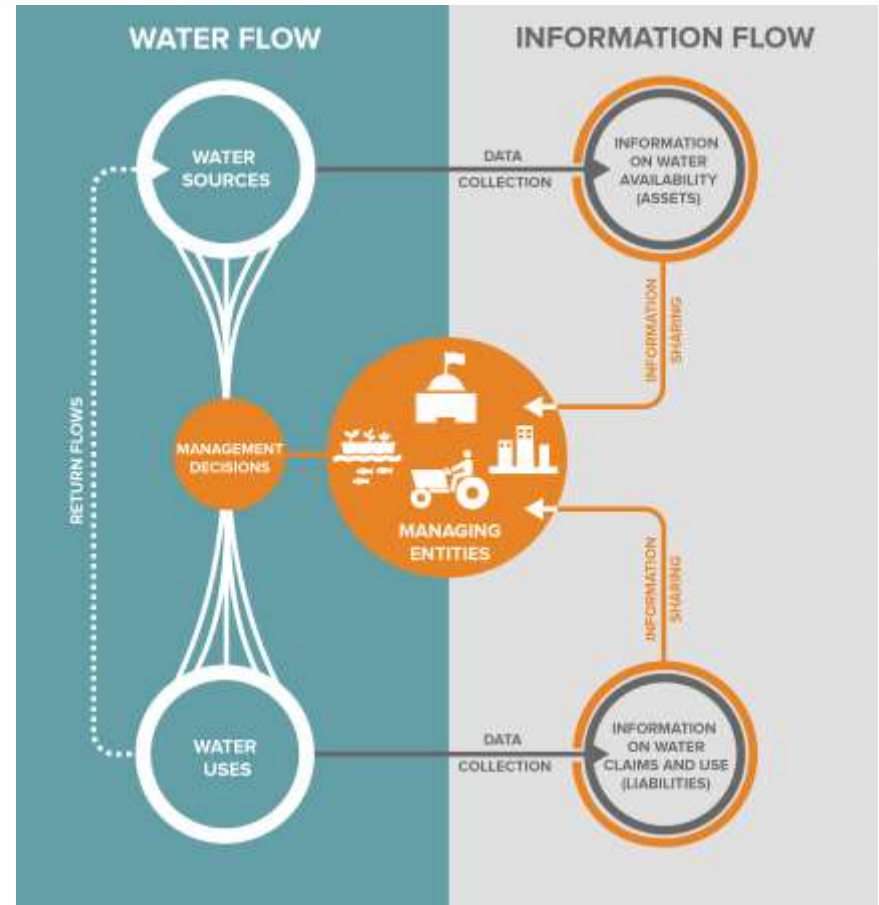 WATER FLOW
INFORMATION FLOW
WATER
SOURCES
DATA
COLLECTION
INFORMATION
ON WATER
AVAILABILITY
(ASSETS)
INFORMATION
SHARING
RETURN FLOWS
MANAGEMENT
DECISIONS
MANAGING
ENTITIES
INFORMATION
SHARING
WATER
USES
DATA
COLLECTION
INFORMATION
ON WATER
CLAIMS AND USE
(LIABILITIES)